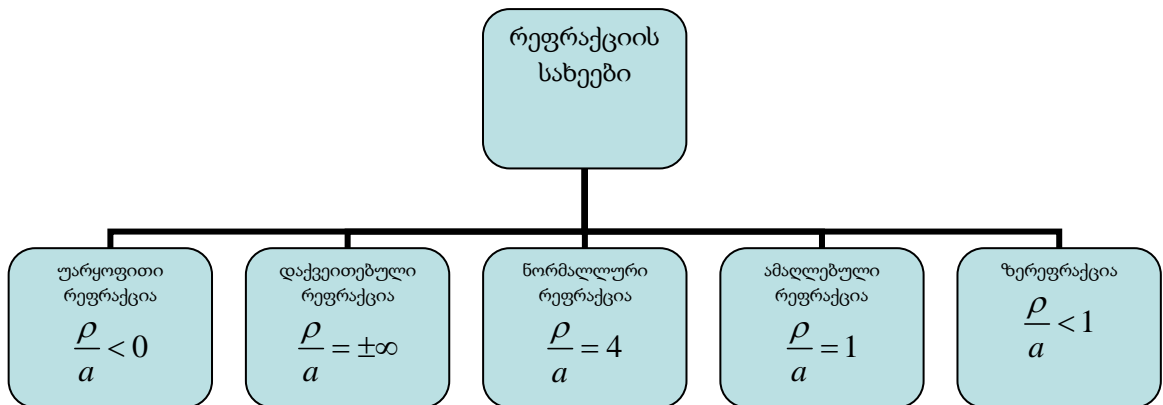 რეფრაქციის
სახეები
უარყოფითი
რეფრაქცია
ρ/a < 0
დაქვეითებული
რეფრაქცია
ρ/a = ±∞
ნორმალლური
რეფრაქცია
ρ/a = 4
ამაღლებული
რეფრაქცია
ρ/a = 1
ზერეფრაქცია
ρ/a < 1